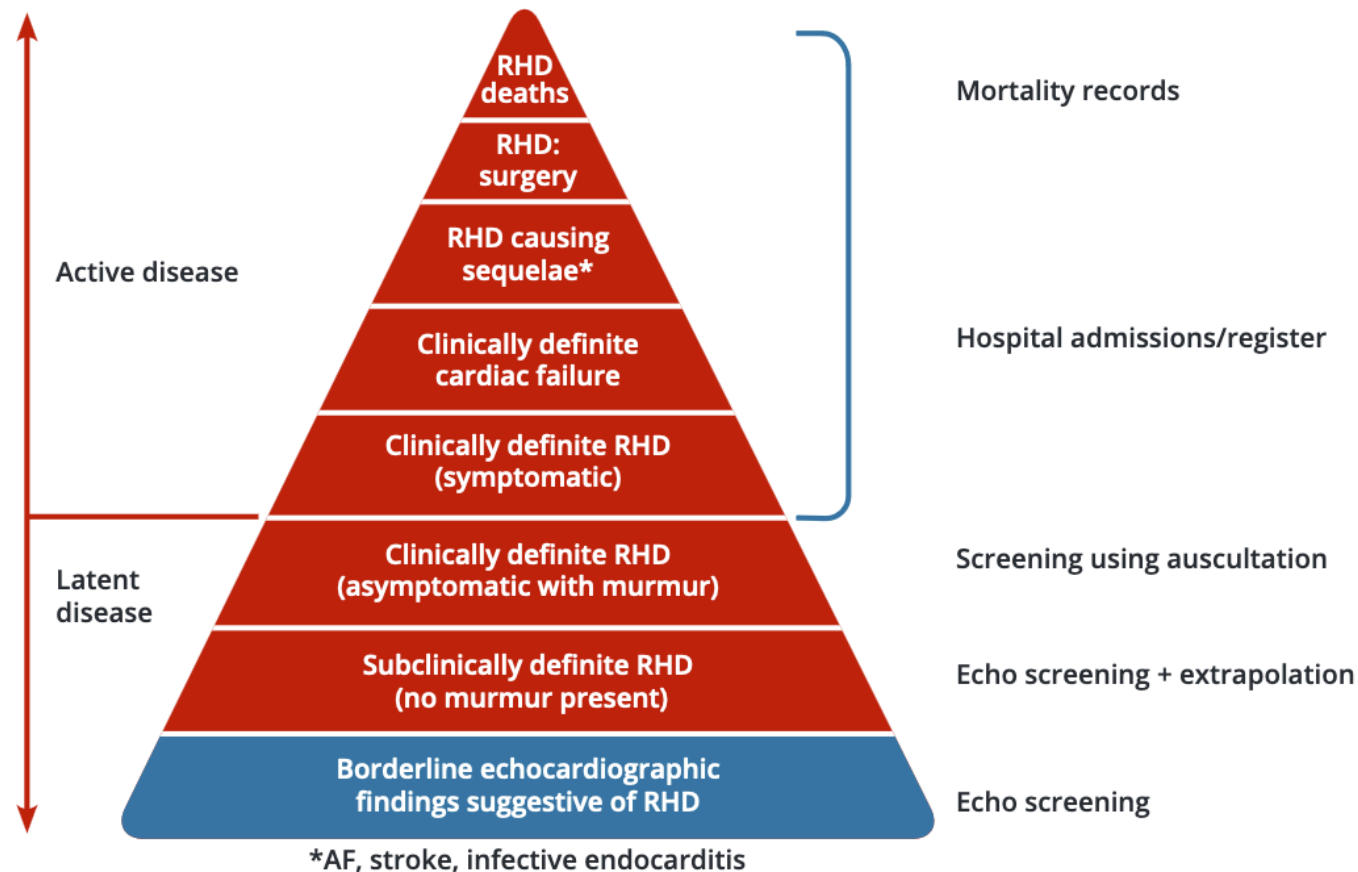 RHD
deaths
Mortality records
RHD:
surgery
RHD causing
sequelae*
Active disease
Clinically definite
cardiac failure
Hospital admissions/register
Clinically definite RHD
(symptomatic)
Clinically definite RHD
(asymptomatic with murmur)
Screening using auscultation
Latent
disease
Subclinically definite RHD
(no murmur present)
Echo screening + extrapolation
Borderline echocardiographic
findings suggestive of RHD
Echo screening
*AF, stroke, infective endocarditis